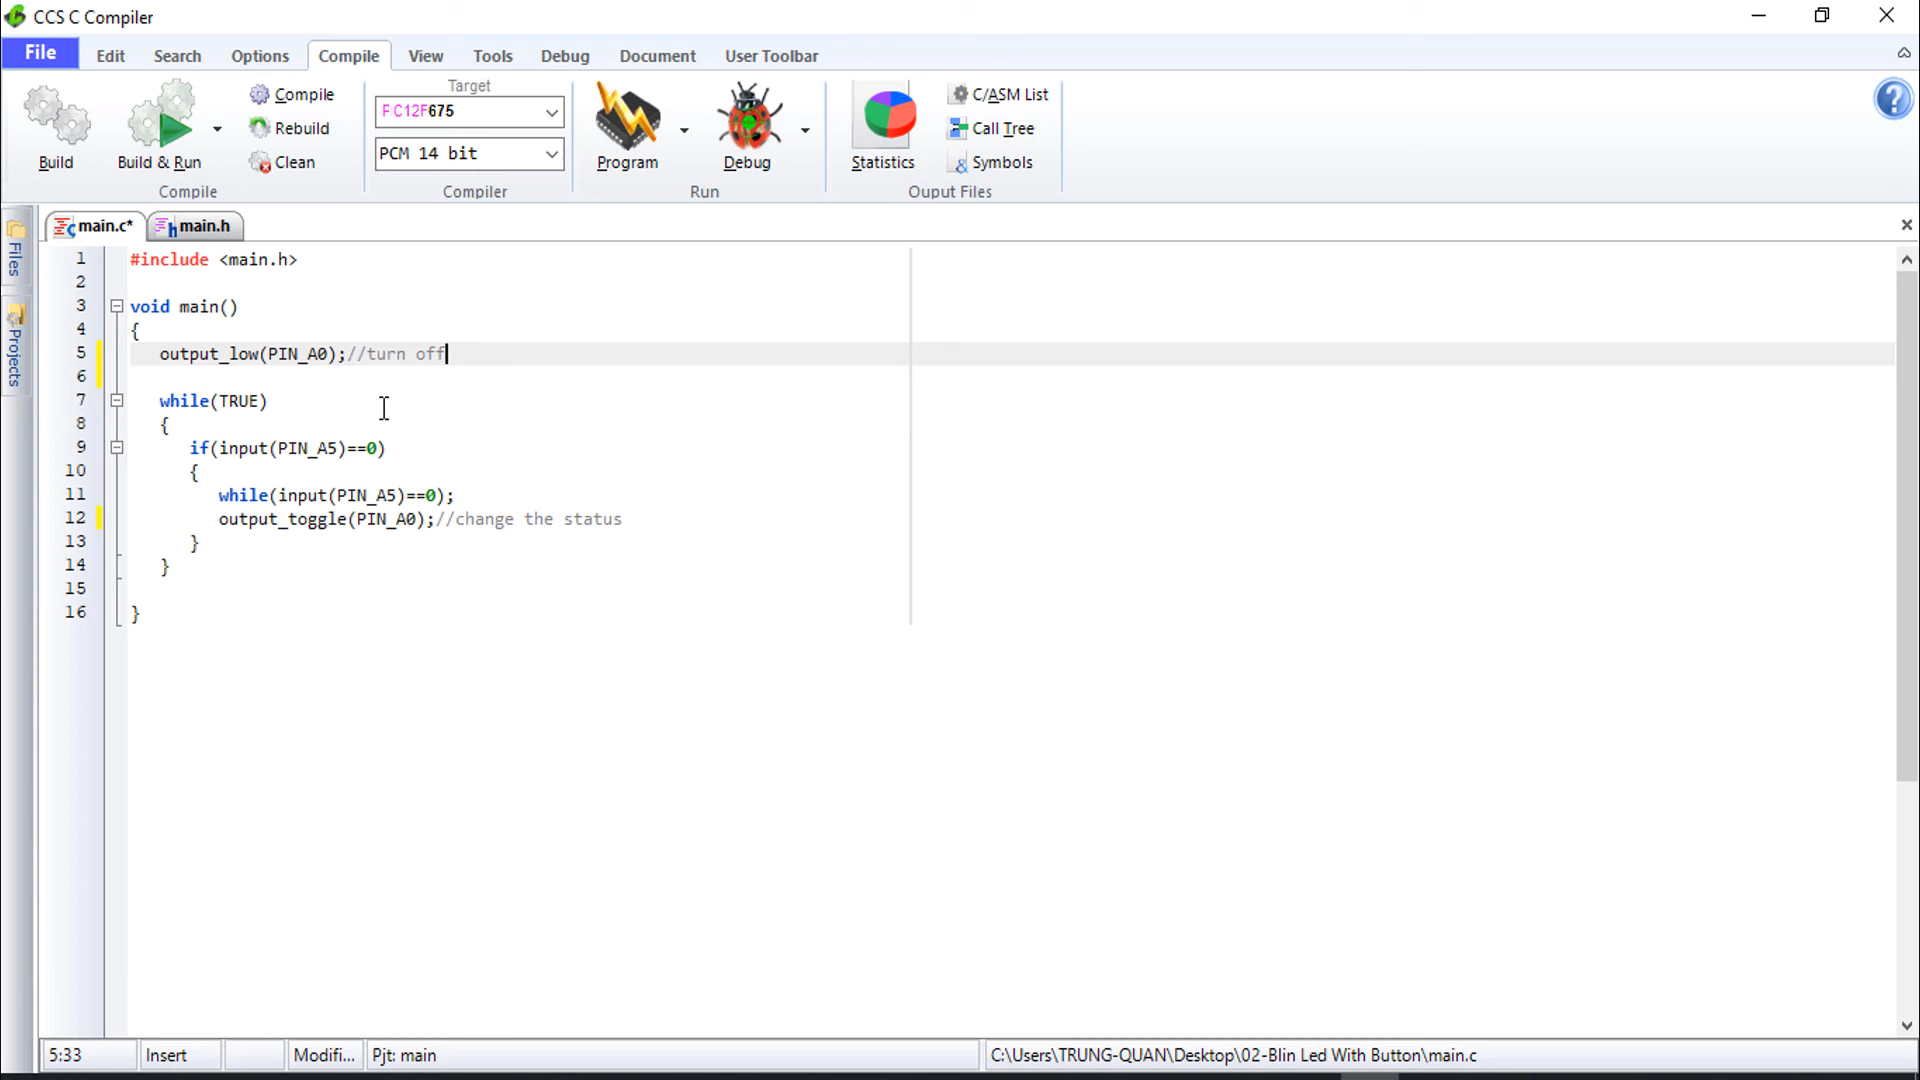 CCS C Compiler
File Edit Search Options Compile View Tools Debug Document User Toolbar
Build
Build & Run
Compile
Rebuild
Clean
Compile
Target
PC12F675
PCM 14 bit
Compiler
Program
Debug
Run
Statistics
C/ASM List
Call Tree
Symbols
Ouput Files
Files
Projects
main.c* main.h
1 #include <main.h>
2
3 void main()
4 {
5 output_low(PIN_A0);//turn off
6
7 while(TRUE)
8 {
9 if(input(PIN_A5)==0)
10 {
11 while(input(PIN_A5)==0);
12 output_toggle(PIN_A0);//change the status
13 }
14 }
15
16 }
5:33 Insert Modifi... Pjt: main C:\Users\TRUNG-QUAN\Desktop\02-Blin Led With Button\main.c